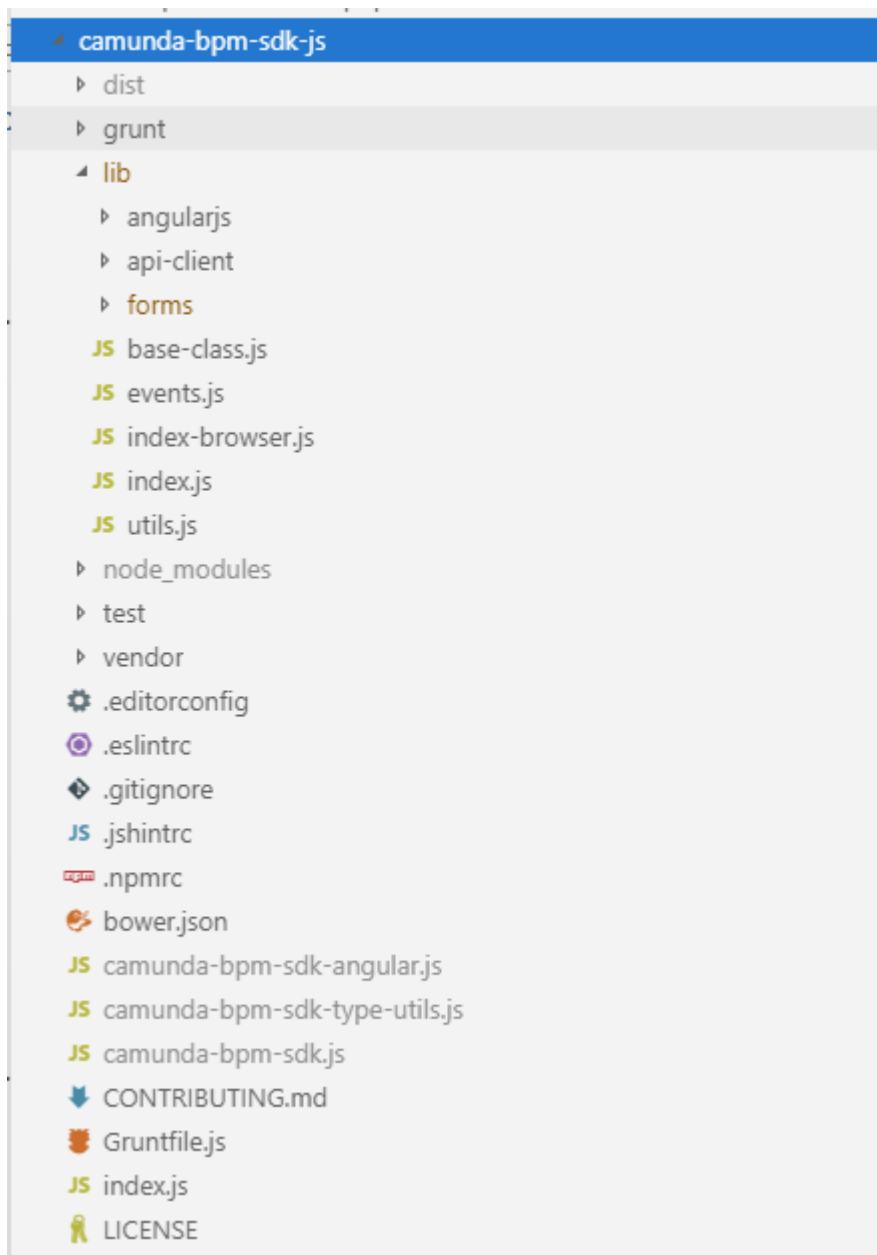 camunda-bpm-sdk-js
dist
grunt
lib
angularjs
api-client
forms
JS base-class.js
JS events.js
JS index-browser.js
JS index.js
JS utils.js
node_modules
test
vendor
.editorconfig
.eslintrc
.gitignore
JS .jshintrc
npm .npmrc
bower.json
JS camunda-bpm-sdk-angular.js
JS camunda-bpm-sdk-type-utils.js
JS camunda-bpm-sdk.js
CONTRIBUTING.md
Gruntfile.js
JS index.js
LICENSE